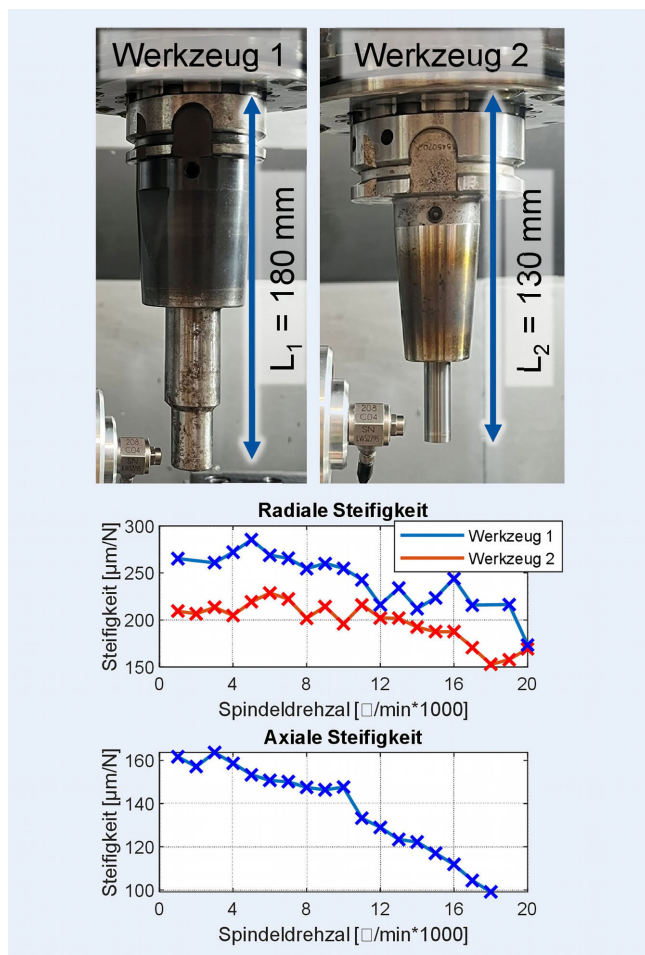 Werkzeug 1
Werkzeug 2
L1 = 180 mm
L2 = 130 mm
208
C04
SN
208
C04
SN
Radiale Steifigkeit
Werkzeug 1
Werkzeug 2
Steifigkeit [µm/N]
300
250
200
150
0 4 8 12 16 20
Spindeldrehzal [□/min*1000]
Axiale Steifigkeit
Steifigkeit [µm/N]
160
140
120
100
0 4 8 12 16 20
Spindeldrehzal [□/min*1000]